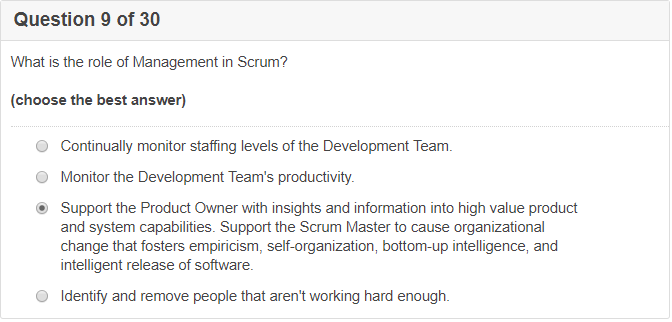 Question 9 of 30
What is the role of Management in Scrum?
(choose the best answer)
Continually monitor staffing levels of the Development Team.
Monitor the Development Team's productivity.
Support the Product Owner with insights and information into high value product
and system capabilities. Support the Scrum Master to cause organizational
change that fosters empiricism, self-organization, bottom-up intelligence, and
intelligent release of software.
Identify and remove people that aren't working hard enough.